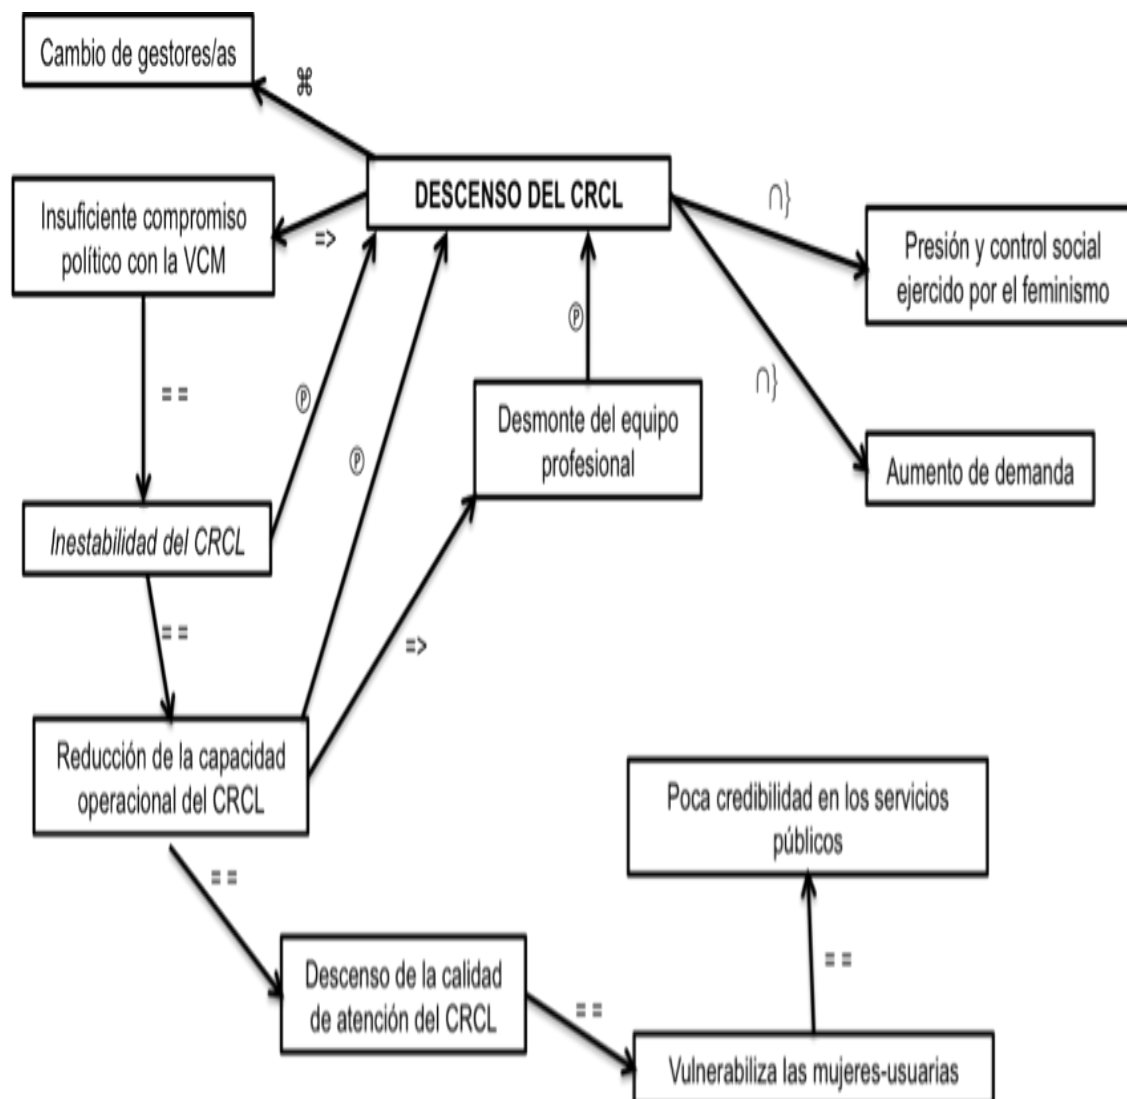 Cambio de gestores/as
⌘
DESCENSO DEL CRCL
Insuficiente compromiso
político con la VCM
=>
∩}
Presión y control social
ejercido por el feminismo
Ⓟ
= =
Ⓟ
∩}
Desmonte del equipo
profesional
Ⓟ
Aumento de demanda
Inestabilidad del CRCL
= =
=>
Reducción de la capacidad
operacional del CRCL
Poca credibilidad en los servicios
públicos
= =
Descenso de la calidad
de atención del CRCL
= =
= =
Vulnerabiliza las mujeres-usuarias